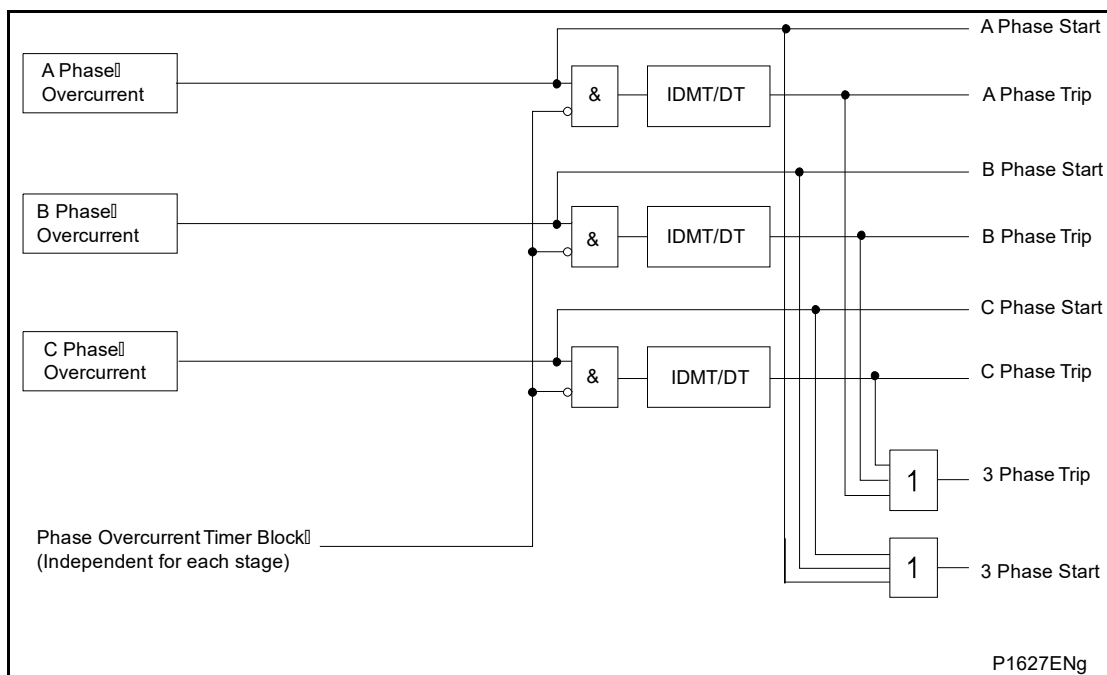 A Phase Start
A Phase▯
Overcurrent
&
IDMT/DT
A Phase Trip
B Phase Start
B Phase▯
Overcurrent
&
IDMT/DT
B Phase Trip
C Phase Start
C Phase▯
Overcurrent
&
IDMT/DT
C Phase Trip
1
3 Phase Trip
Phase Overcurrent Timer Block▯
(Independent for each stage)
1
3 Phase Start
P1627ENg